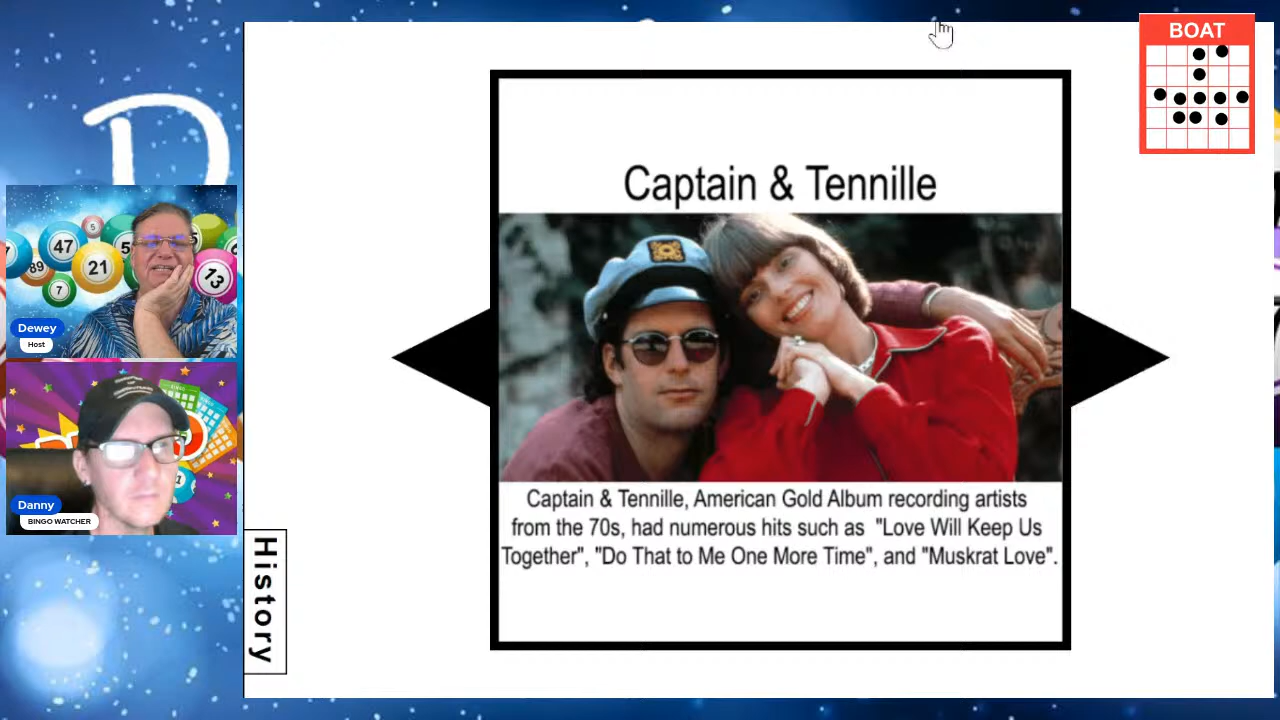 BOAT
D
Captain & Tennille
47
5
5
89
21
13
7
Dewey
Host
Danny
BINGO WATCHER
Captain & Tennille, American Gold Album recording artists
from the 70s, had numerous hits such as "Love Will Keep Us
Together", "Do That to Me One More Time", and "Muskrat Love".
History